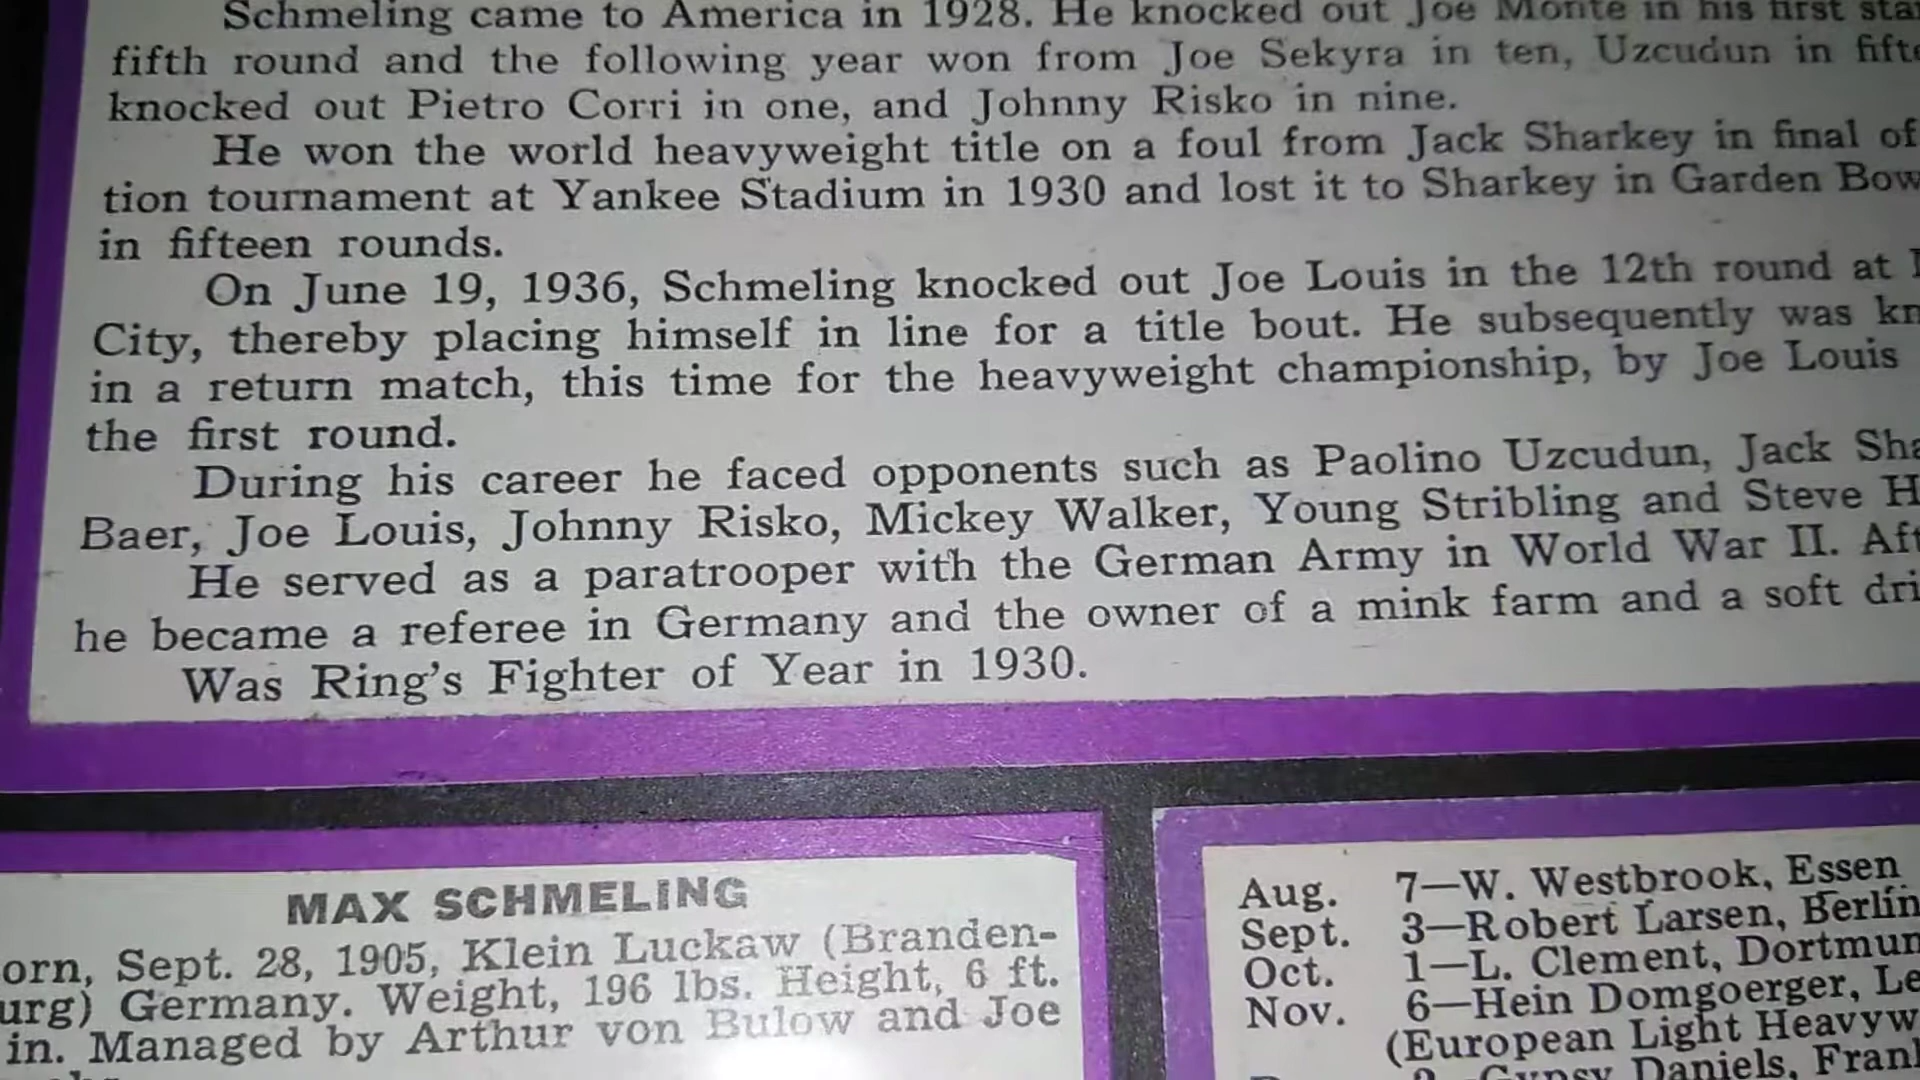 Schmeling came to America in 1928. He knocked out Joe Monte in his first
fifth round and the following year won from Joe Sekyra in ten, Uzcudun in
knocked out Pietro Corri in one, and Johnny Risko in nine.
He won the world heavyweight title on a foul from Jack Sharkey in final of
tion tournament at Yankee Stadium in 1930 and lost it to Sharkey in Garden
in fifteen rounds.
On June 19, 1936, Schmeling knocked out Joe Louis in the 12th round at
City, thereby placing himself in line for a title bout. He subsequently was
in a return match, this time for the heavyweight championship, by Joe Louis
the first round.
During his career he faced opponents such as Paolino Uzcudun, Jack
Baer, Joe Louis, Johnny Risko, Mickey Walker, Young Stribling and Steve
He served as a paratrooper with the German Army in World War II.
he became a referee in Germany and the owner of a mink farm and a soft
Was Ring's Fighter of Year in 1930.
MAX SCHMELING
orn, Sept. 28, 1905, Klein Luckaw (Branden-
urg) Germany. Weight, 196 lbs. Height, 6 ft.
in. Managed by Arthur von Bulow and Joe
Aug. 7—W. Westbrook, Essen
Sept. 3—Robert Larsen, Berlin
Oct. 1—L. Clement, Dortmun
Nov. 6—Hein Domgoerger, Le
(European Light Heavyw
Gypsy Daniels, Frank